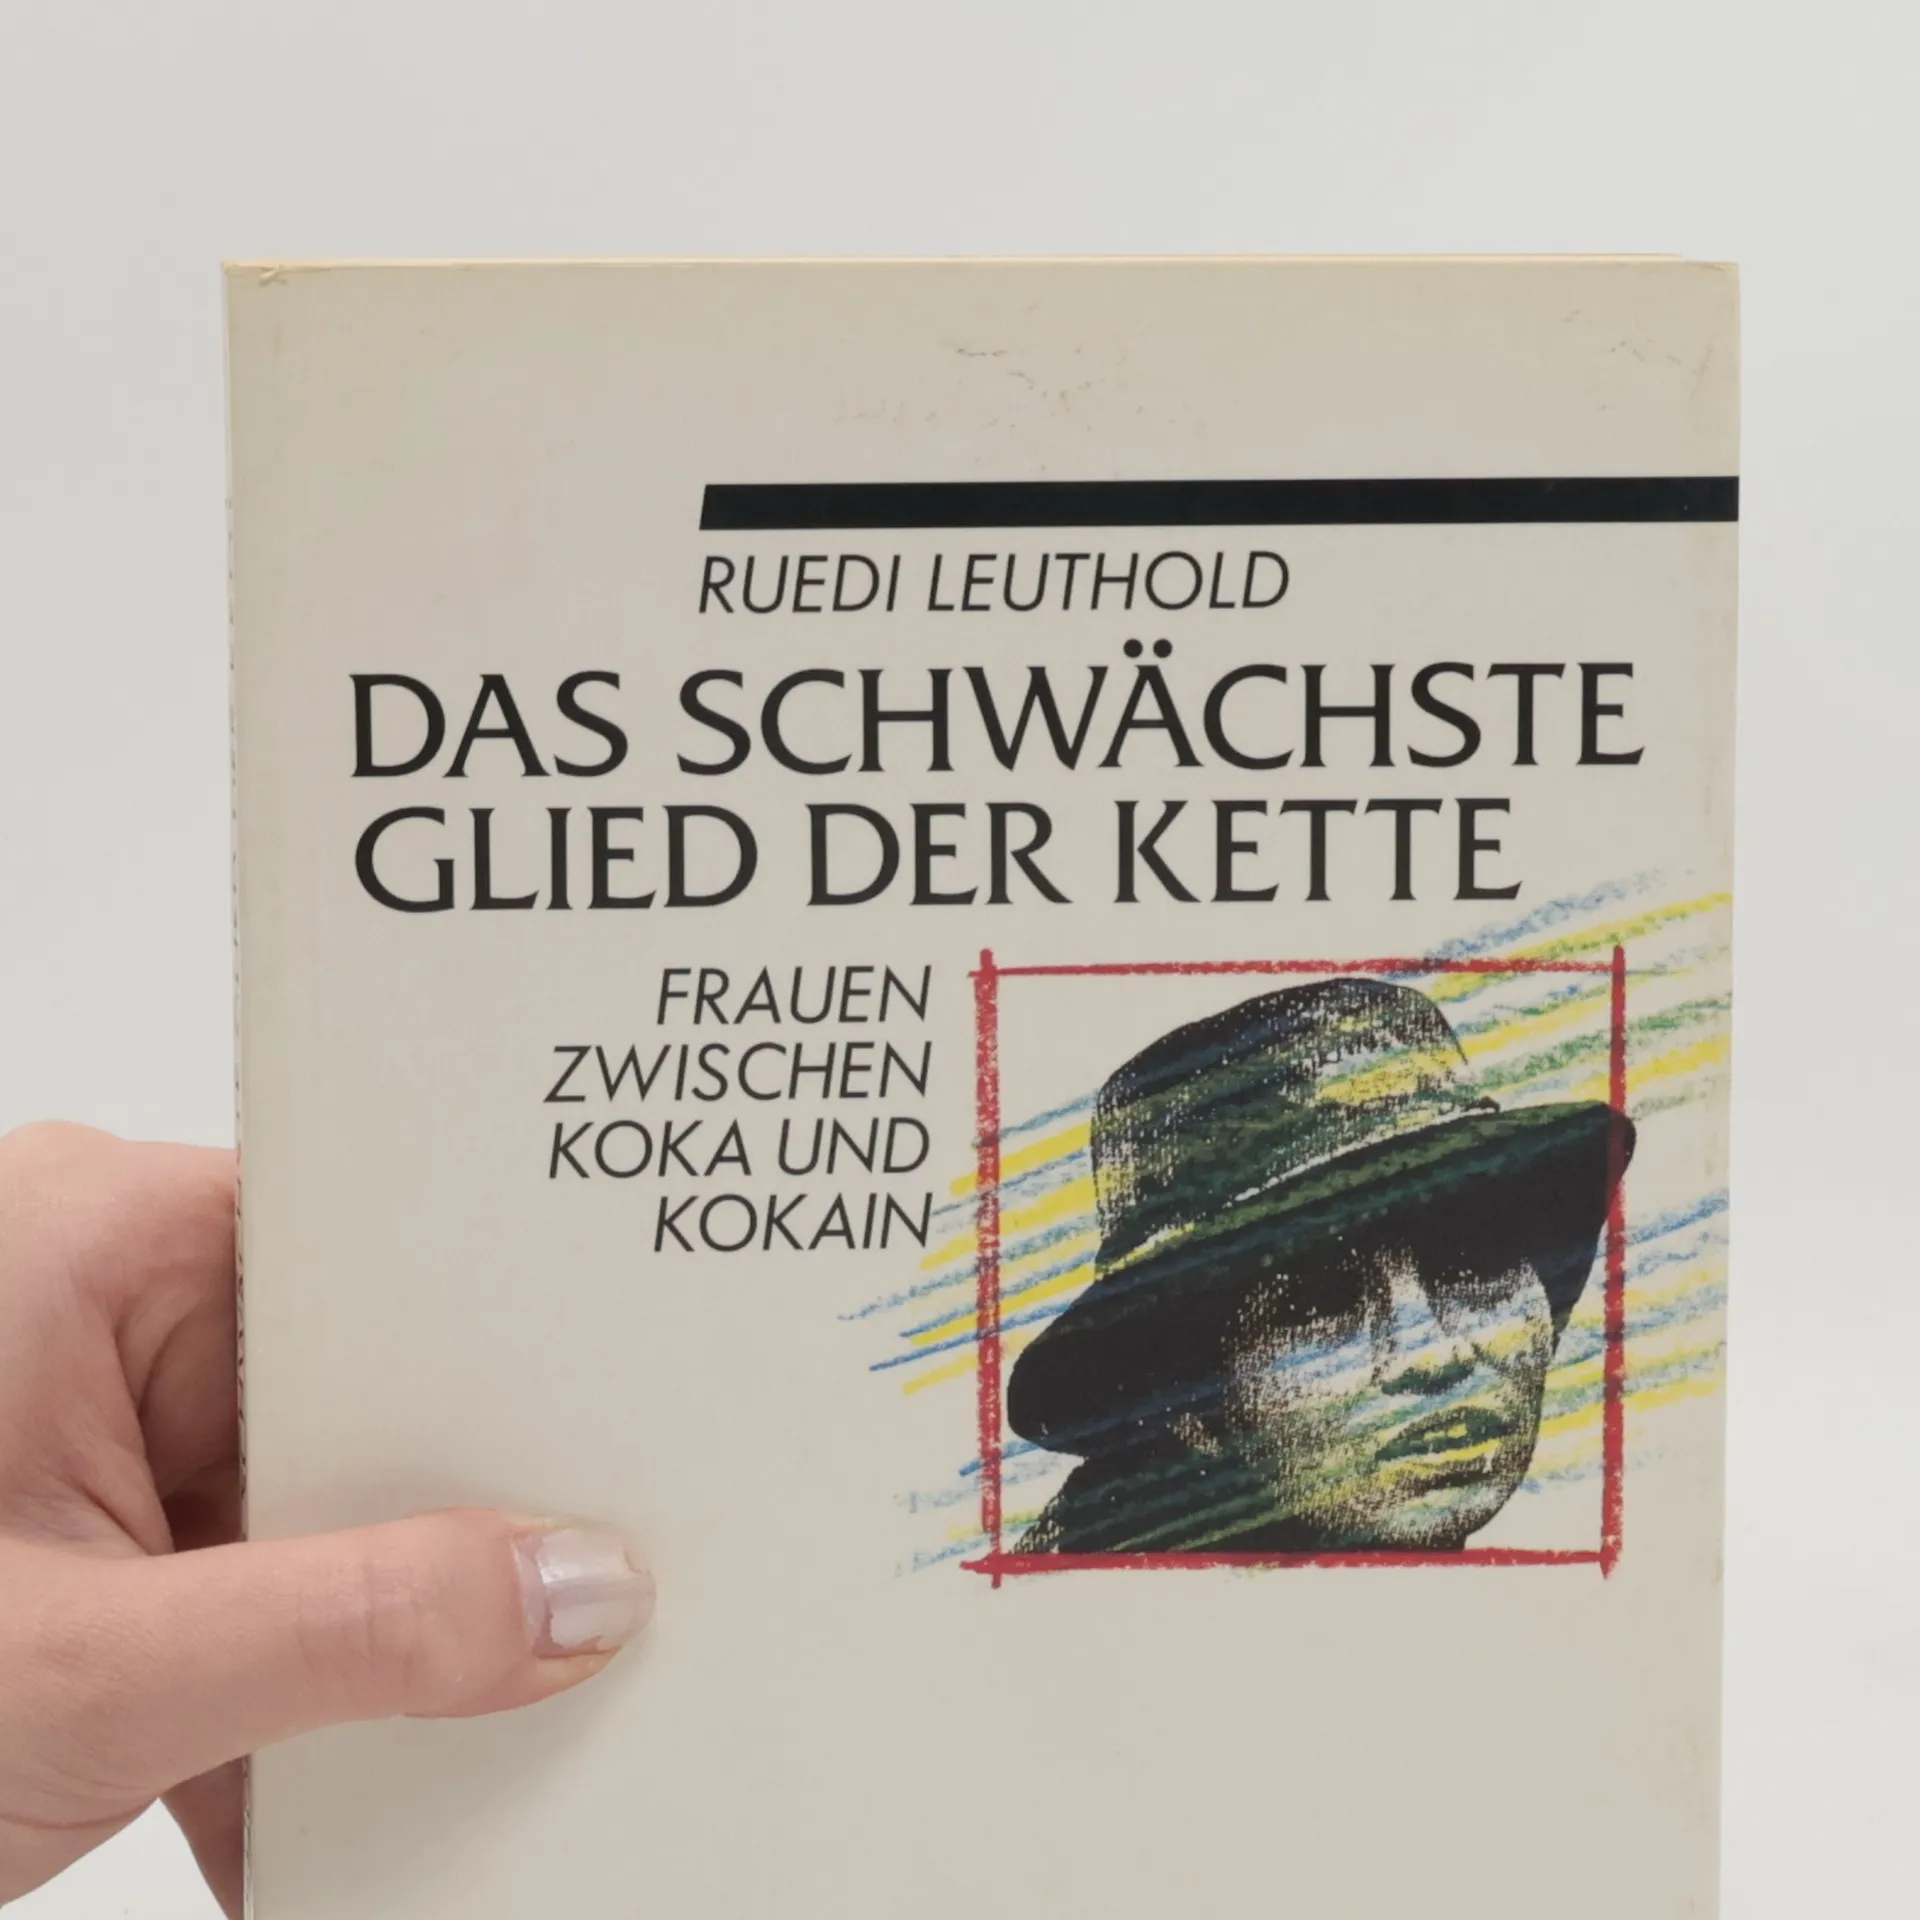 RUEDI LEUTHOLD
DAS SCHWÄCHSTE
GLIED DER KETTE
FRAUEN
ZWISCHEN
KOKA UND
KOKAIN